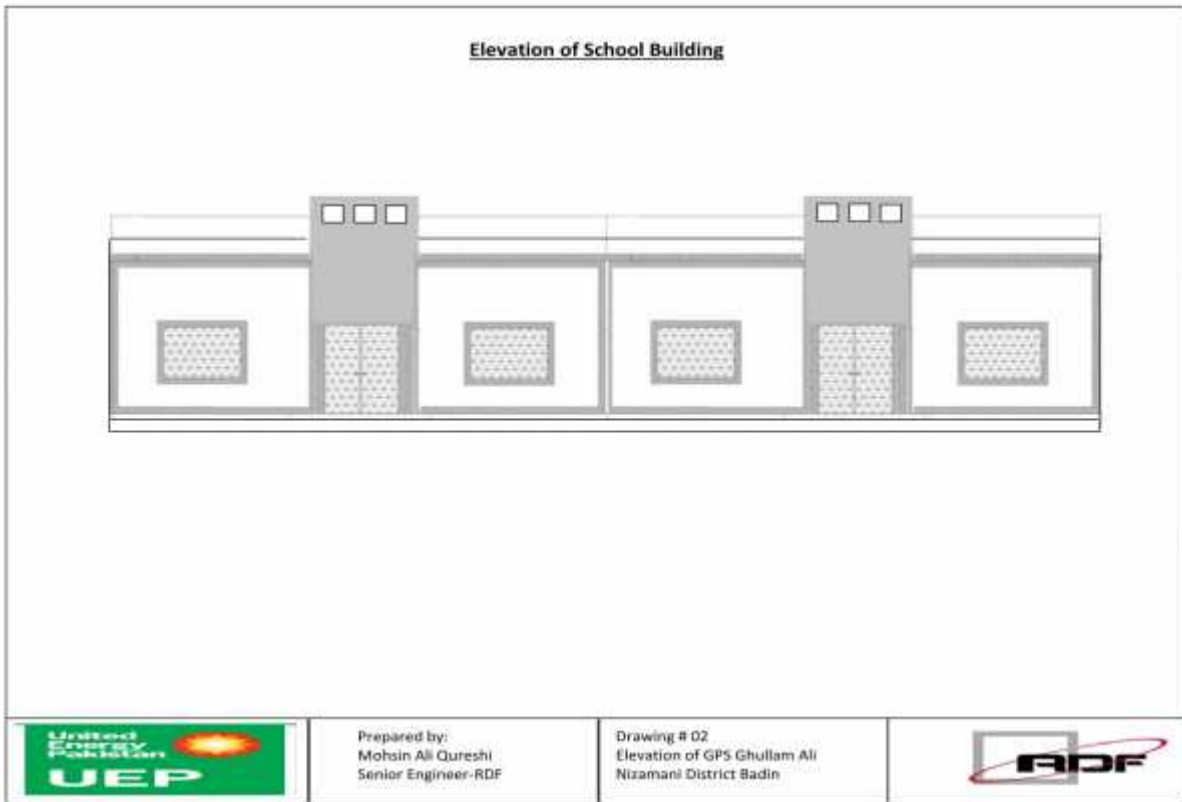 Elevation of School Building
United
Energy
Pakistan
UEP
Prepared by:
Mohsin Ali Qureshi
Senior Engineer-RDF
Drawing # 02
Elevation of GPS Ghullam Ali
Nizamani District Badin
RDF